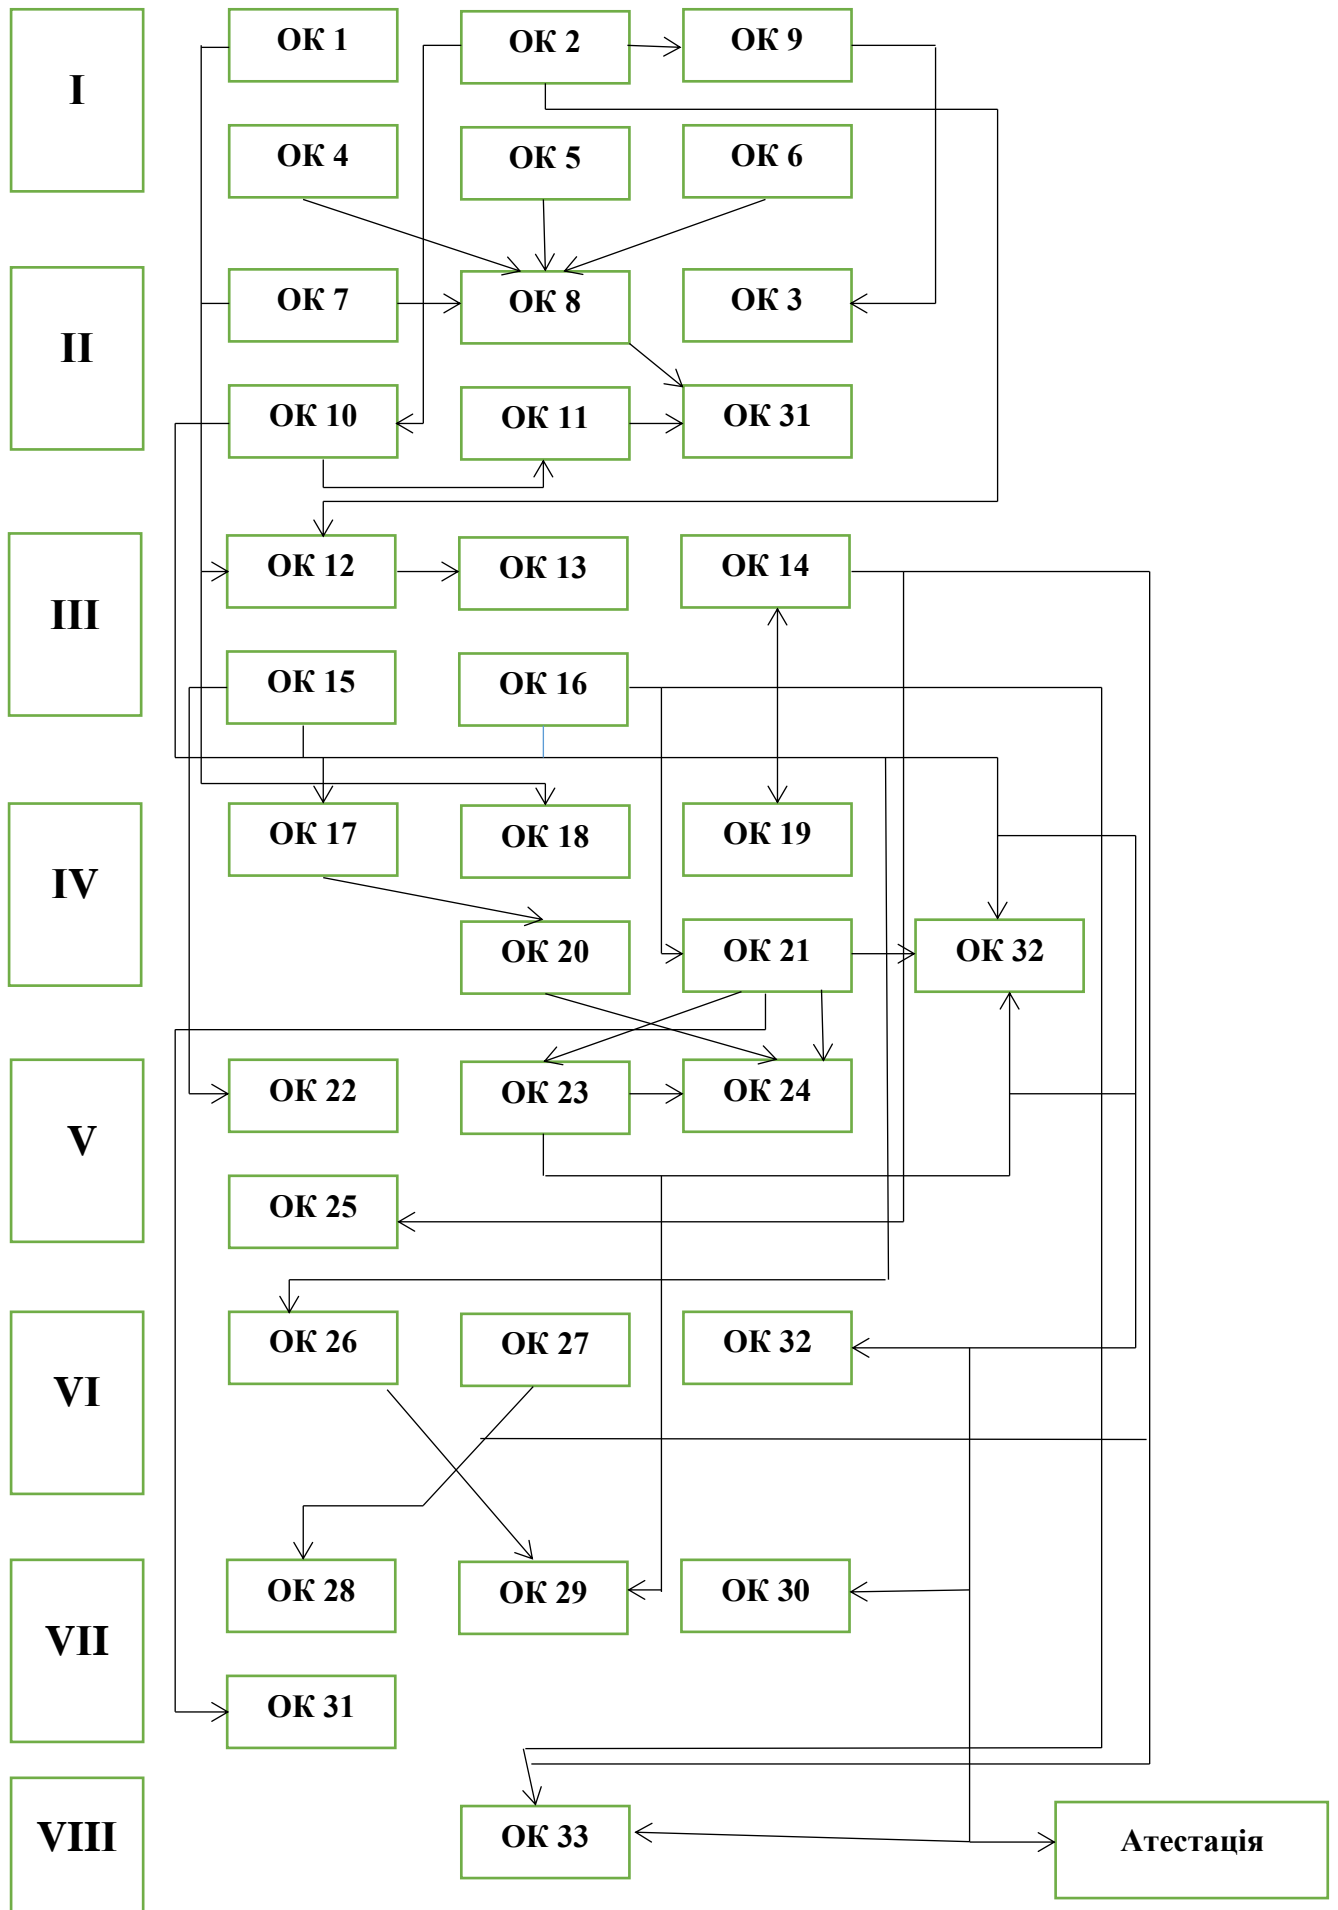 I
ОК 1
ОК 2
ОК 9
ОК 4
ОК 5
ОК 6
II
ОК 7
ОК 8
ОК 3
ОК 10
ОК 11
ОК 31
III
ОК 12
ОК 13
ОК 14
ОК 15
ОК 16
IV
ОК 17
ОК 18
ОК 19
ОК 20
ОК 21
ОК 32
V
ОК 22
ОК 23
ОК 24
ОК 25
VI
ОК 26
ОК 27
ОК 32
VII
ОК 28
ОК 29
ОК 30
ОК 31
VIII
ОК 33
Атестація